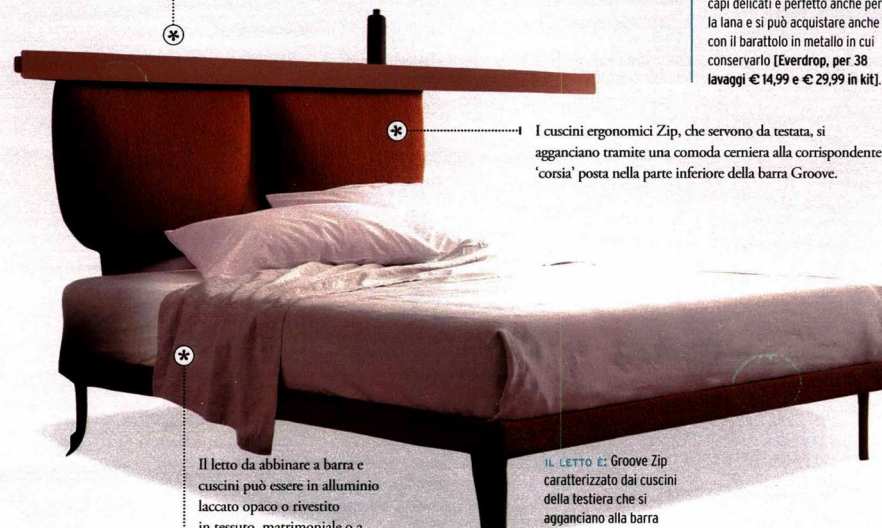 capi delicati e perfetto anche per
la lana e si può acquistare anche
con il barattolo in metallo in cui
conservarlo [Everdrop, per 38
lavaggi € 14,99 e € 29,99 in kit].
I cuscini ergonomici Zip, che servono da testata, si
agganciano tramite una comoda cerniera alla corrispondente
'corsia' posta nella parte inferiore della barra Groove.
Il letto da abbinare a barra e
cuscini può essere in alluminio
laccato opaco o rivestito
in tessuto, matrimoniale o a
IL LETTO È: Groove Zip
caratterizzato dai cuscini
della testiera che si
agganciano alla barra